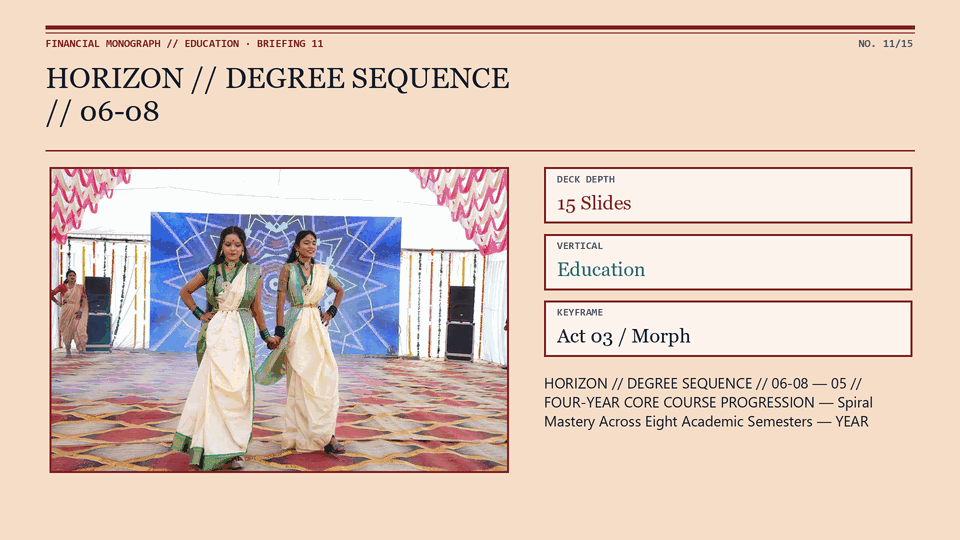 FINANCIAL MONOGRAPH // EDUCATION · BRIEFING 11
NO. 11/15
HORIZON // DEGREE SEQUENCE
// 06-08
DECK DEPTH
15 Slides
VERTICAL
Education
KEYFRAME
Act 03 / Morph
HORIZON // DEGREE SEQUENCE // 06-08 — 05 //
FOUR-YEAR CORE COURSE PROGRESSION — Spiral
Mastery Across Eight Academic Semesters — YEAR